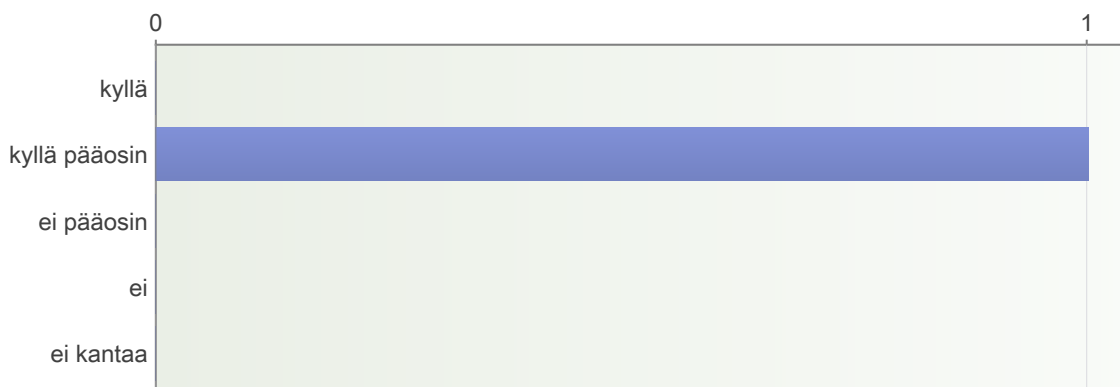 0 1
kyllä
kyllä pääosin
ei pääosin
ei
ei kantaa